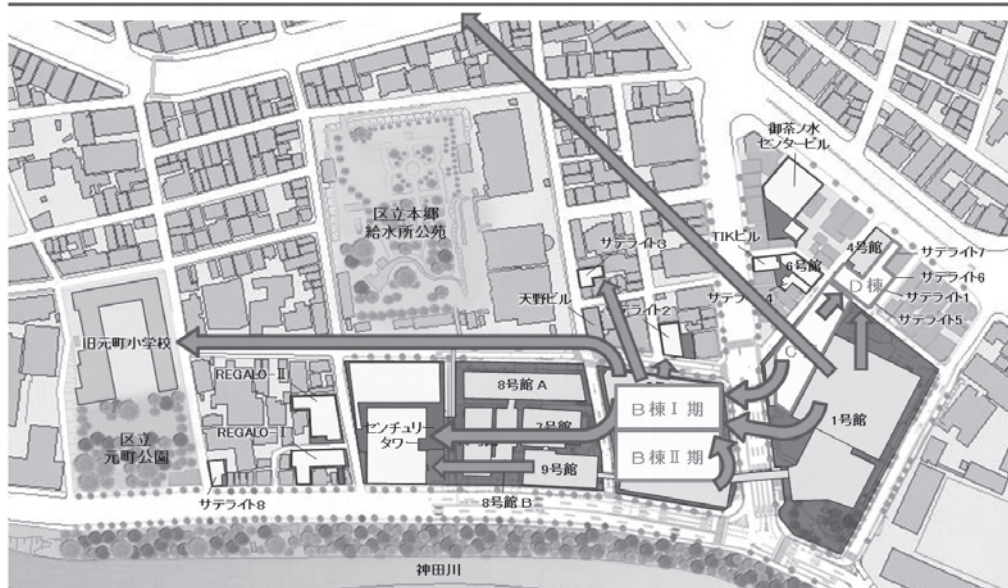 御茶ノ水
センタービル
区立本郷
給水所公苑
サテライト3
TIKビル
4号館
サテライト7
6号館
サテライト6
D棟
サテライト1
天野ビル
サテライト5
旧元町小学校
REGALO-Ⅱ
8号館A
B棟Ⅰ期
1号館
REGALO-Ⅰ
センチュリー
タワー
7号館
B棟Ⅱ期
区立
元町公園
9号館
サテライト8
8号館B
神田川